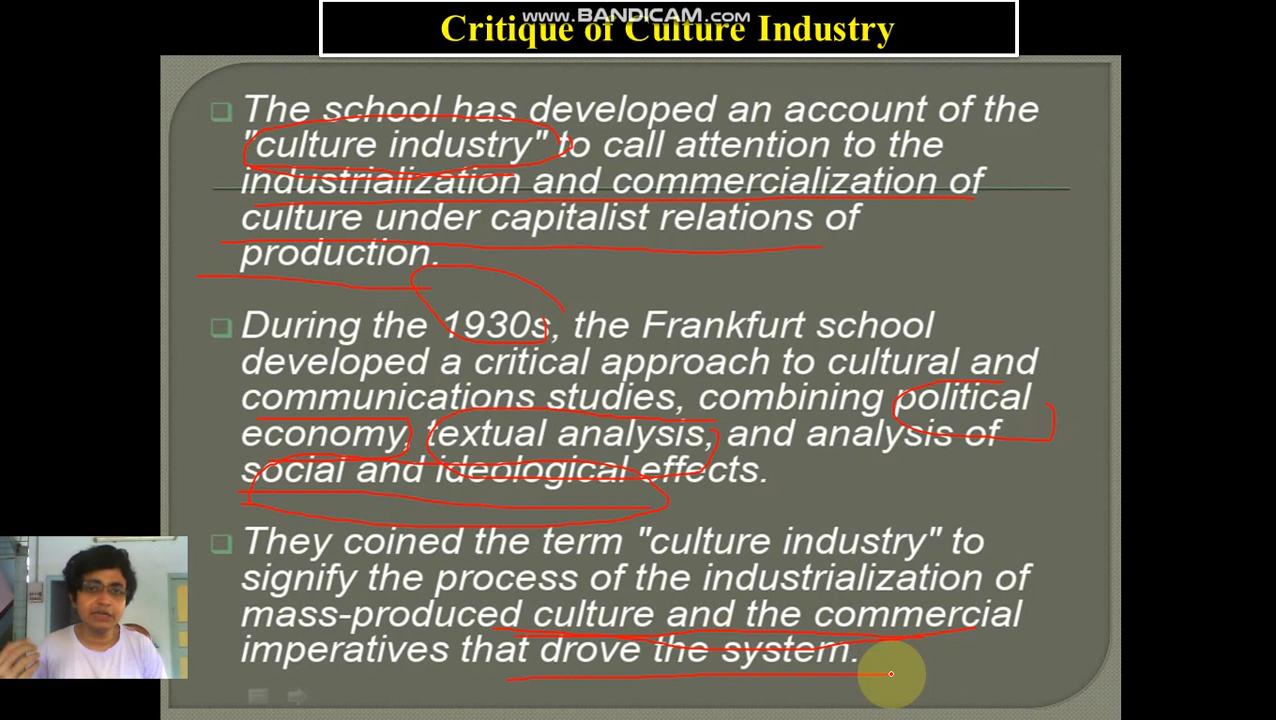 www.BANDICAM.com
Critique of Culture Industry
The school has developed an account of the
"culture industry" to call attention to the
industrialization and commercialization of
culture under capitalist relations of
production.
During the 1930s, the Frankfurt school
developed a critical approach to cultural and
communications studies, combining political
economy, textual analysis, and analysis of
social and ideological effects.
They coined the term "culture industry" to
signify the process of the industrialization of
mass-produced culture and the commercial
imperatives that drove the system.